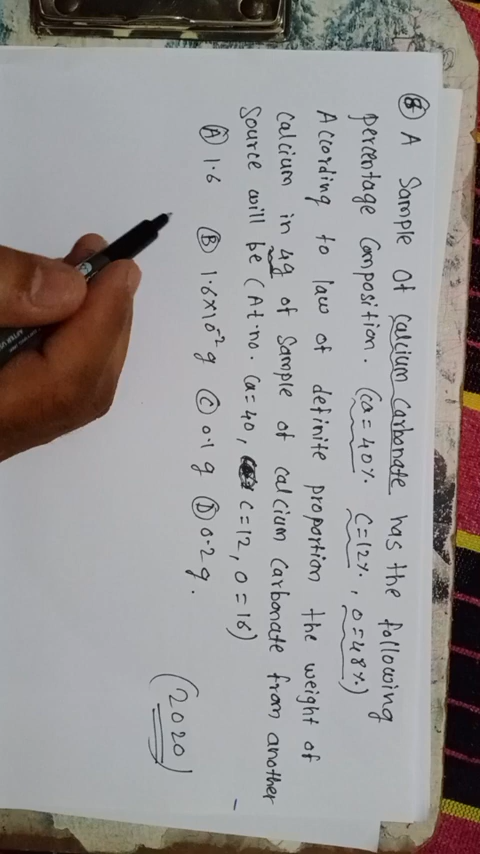 ⑧ A Sample of calcium carbonate has the following
percentage composition. (Ca = 40% C=12%, O=48%)
According to law of definite proportion the weight of
calcium in 4g of sample of calcium carbonate from another
source will be (At.no. Ca=40, C=12, O=16)
Ⓐ 1.6 Ⓑ 1.6×10⁻² g Ⓒ 0.1 g Ⓓ 0.2 g.
(2020)